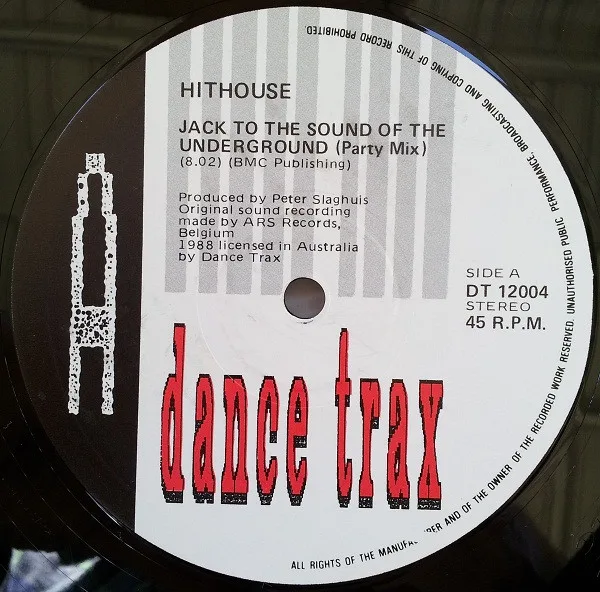 HITHOUSE
JACK TO THE SOUND OF THE
UNDERGROUND (Party Mix)
(8.02) (BMC Publishing)
Produced by Peter Slaghuis
Original sound recording
made by ARS Records,
Belgium
1988 licensed in Australia
by Dance Trax
SIDE A
DT 12004
STEREO
45 R.P.M.
A
dance trax
ALL RIGHTS OF THE AND OF THE OWNER OF THE RECORDED WORK RESERVED. UNAUTHORISED PUBLIC PERFORMANCE, BROADCASTING AND COPYING OF THIS RECORD PROHIBITED.